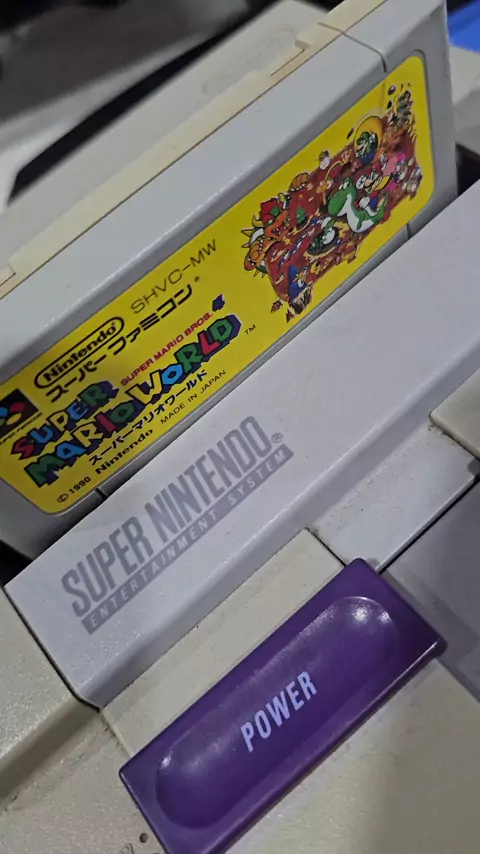 SHVC-MW
Nintendo
スーパーファミコン®
SUPER MARIO BROS. 4
SUPER
MARIO WORLD™
スーパーマリオワールド
© 1990 Nintendo MADE IN JAPAN
SUPER NINTENDO®
ENTERTAINMENT SYSTEM
POWER